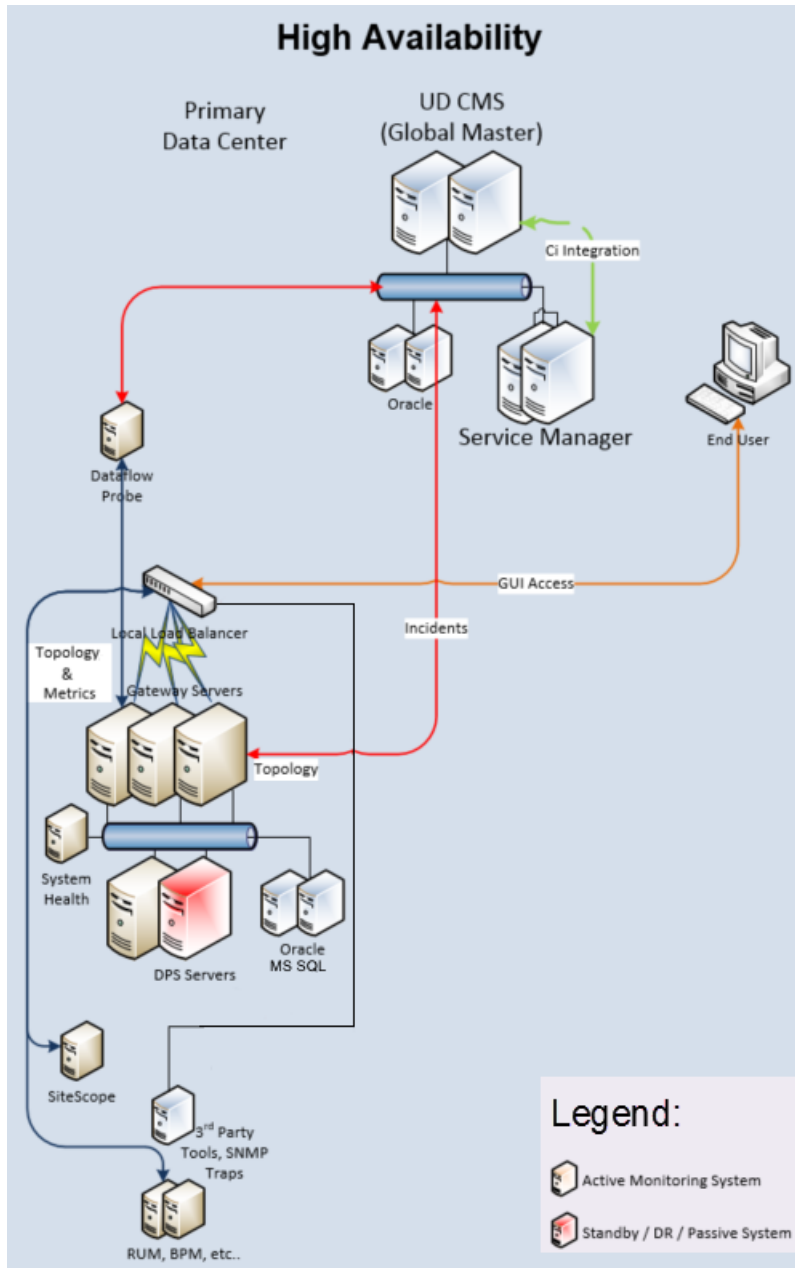 High Availability
Primary
Data Center
UD CMS
(Global Master)
Ci Integration
Oracle
Service Manager
End User
Dataflow
Probe
GUI Access
Local Load Balancer
Incidents
Topology
&
Metrics
Gateway Servers
Topology
System
Health
DPS Servers
Oracle
MS SQL
SiteScope
3rd Party
Tools, SNMP
Traps
RUM, BPM, etc..
Legend:
Active Monitoring System
Standby / DR / Passive System